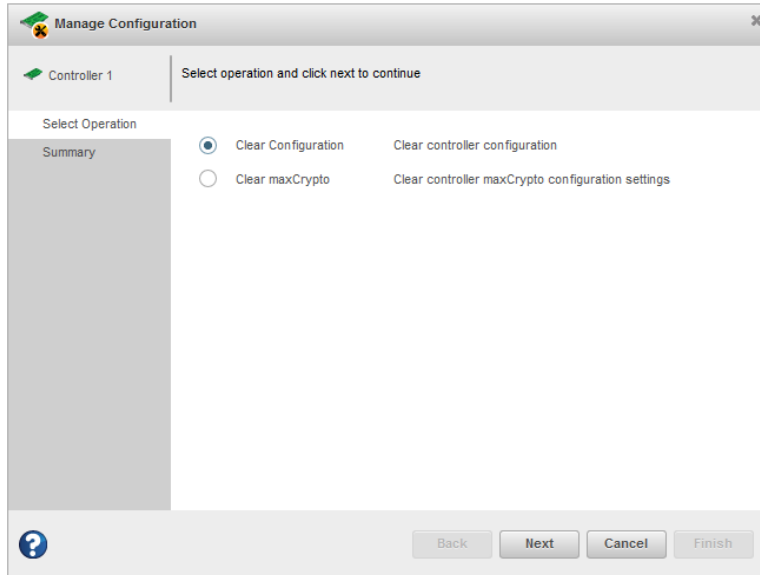 Manage Configuration
Controller 1
Select operation and click next to continue
Select Operation
Summary
Clear Configuration Clear controller configuration
Clear maxCrypto Clear controller maxCrypto configuration settings
? Back Next Cancel Finish